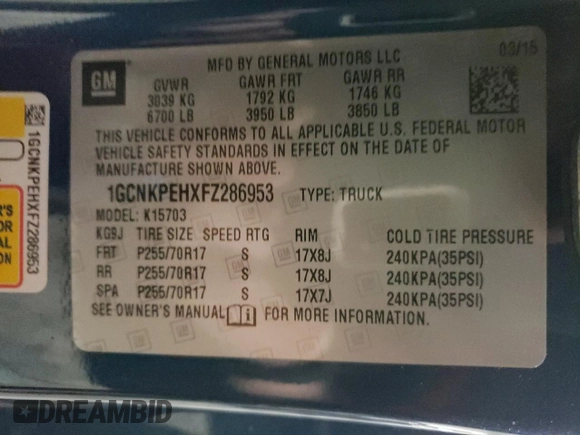 GM
MFD BY GENERAL MOTORS LLC
03/15
GVWR GAWR FRT GAWR RR
3039 KG 1792 KG 1746 KG
6700 LB 3950 LB 3850 LB
THIS VEHICLE CONFORMS TO ALL APPLICABLE U.S. FEDERAL MOTOR
VEHICLE SAFETY STANDARDS IN EFFECT ON THE DATE OF
MANUFACTURE SHOWN ABOVE.
1GCNKPEHXFZ286953 TYPE: TRUCK
MODEL: K15703
KG9J TIRE SIZE SPEED RTG RIM COLD TIRE PRESSURE
FRT P255/70R17 S 17X8J 240KPA(35PSI)
RR P255/70R17 S 17X8J 240KPA(35PSI)
SPA P255/70R17 S 17X7J 240KPA(35PSI)
SEE OWNER'S MANUAL FOR MORE INFORMATION.
1GCNKPEHXFZ286953
DREAMBID